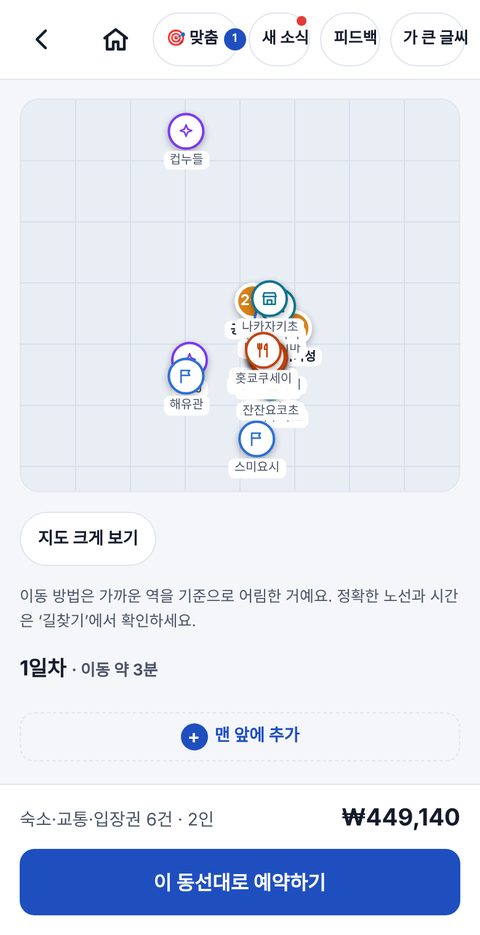 맞춤 1
새 소식
피드백
가 큰 글씨
컵누들
2
나카자키초
성
홋쿄쿠세이
해유관
잔잔요코초
스미요시
지도 크게 보기
이동 방법은 가까운 역을 기준으로 어림한 거예요. 정확한 노선과 시간
은 ‘길찾기’에서 확인하세요.
1일차 · 이동 약 3분
+ 맨 앞에 추가
숙소·교통·입장권 6건 · 2인
₩449,140
이 동선대로 예약하기